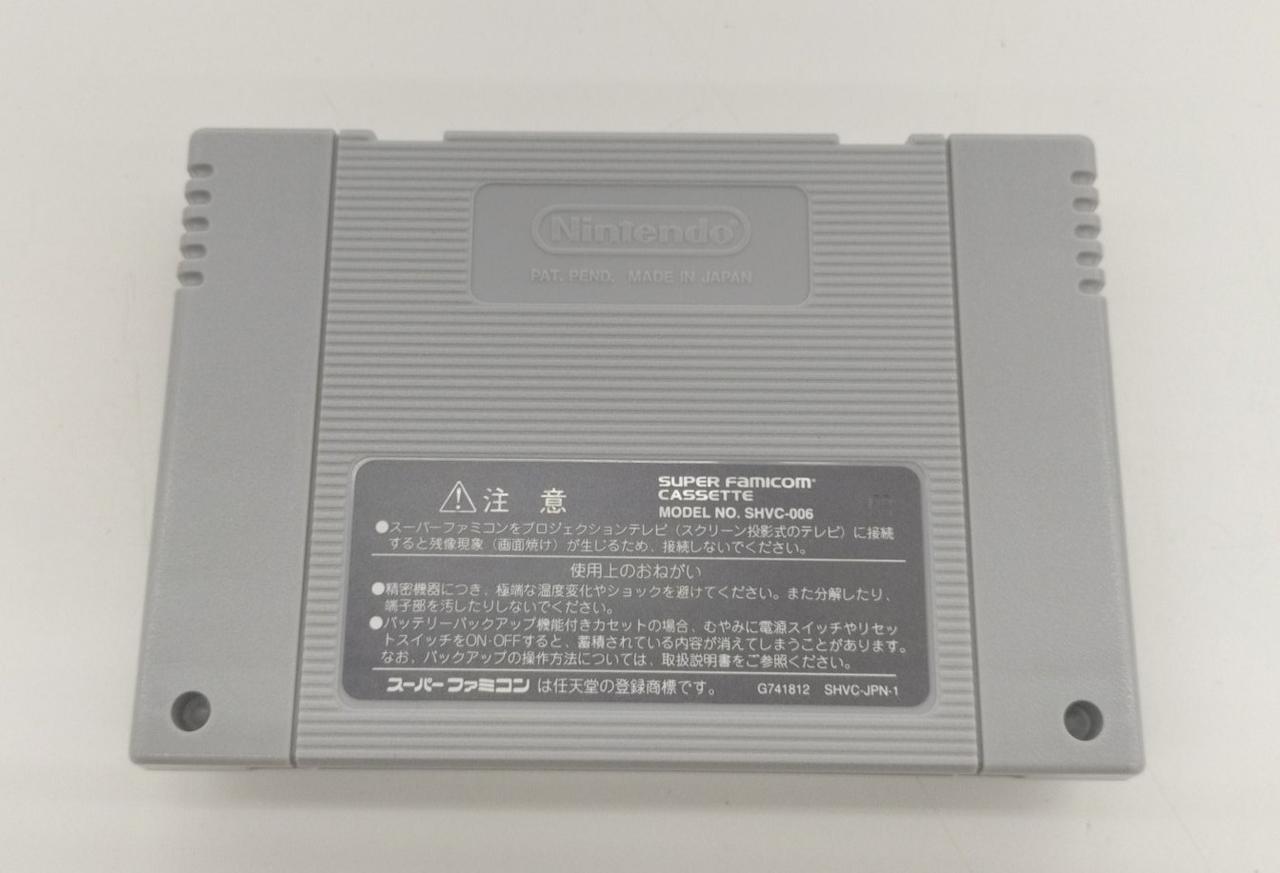 Nintendo®
PAT. PEND. MADE IN JAPAN
注 意
SUPER FAMICOM®
CASSETTE
MODEL NO. SHVC-006
●スーパーファミコンをプロジェクションテレビ（スクリーン投影式のテレビ）に接続
すると残像現象（画面焼け）が生じるため、接続しないでください。
使用上のおねがい
●精密機器につき、極端な温度変化やショックを避けてください。また分解したり、
端子部を汚したりしないでください。
●バッテリーバックアップ機能付きカセットの場合、むやみに電源スイッチやリセッ
トスイッチをON-OFFすると、蓄積されている内容が消えてしまうことがあります。
なお、バックアップの操作方法については、取扱説明書をご参照ください。
スーパーファミコン は任天堂の登録商標です。 G741812 SHVC-JPN-1